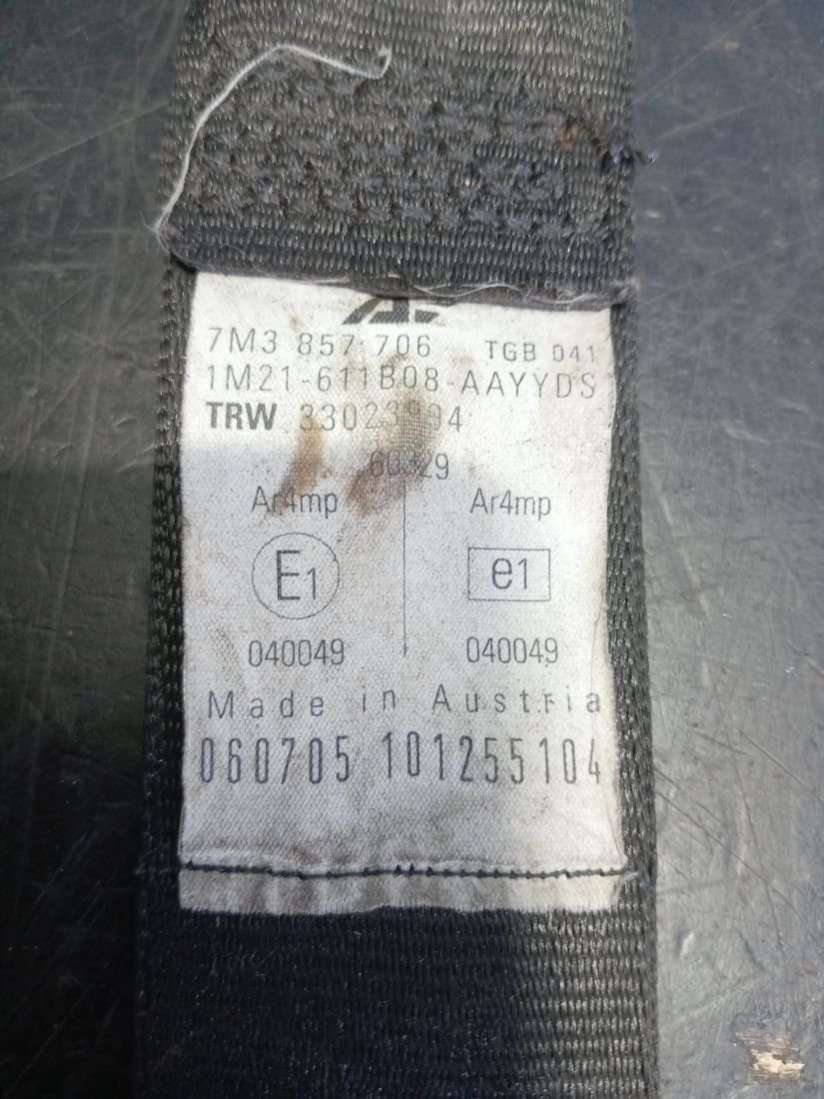 7M3 857 706 TGB 041
1M21-611B08-AAYYDS
TRW
Ar4mp Ar4mp
E1 e1
040049 040049
Made in Austria
060705 101255104